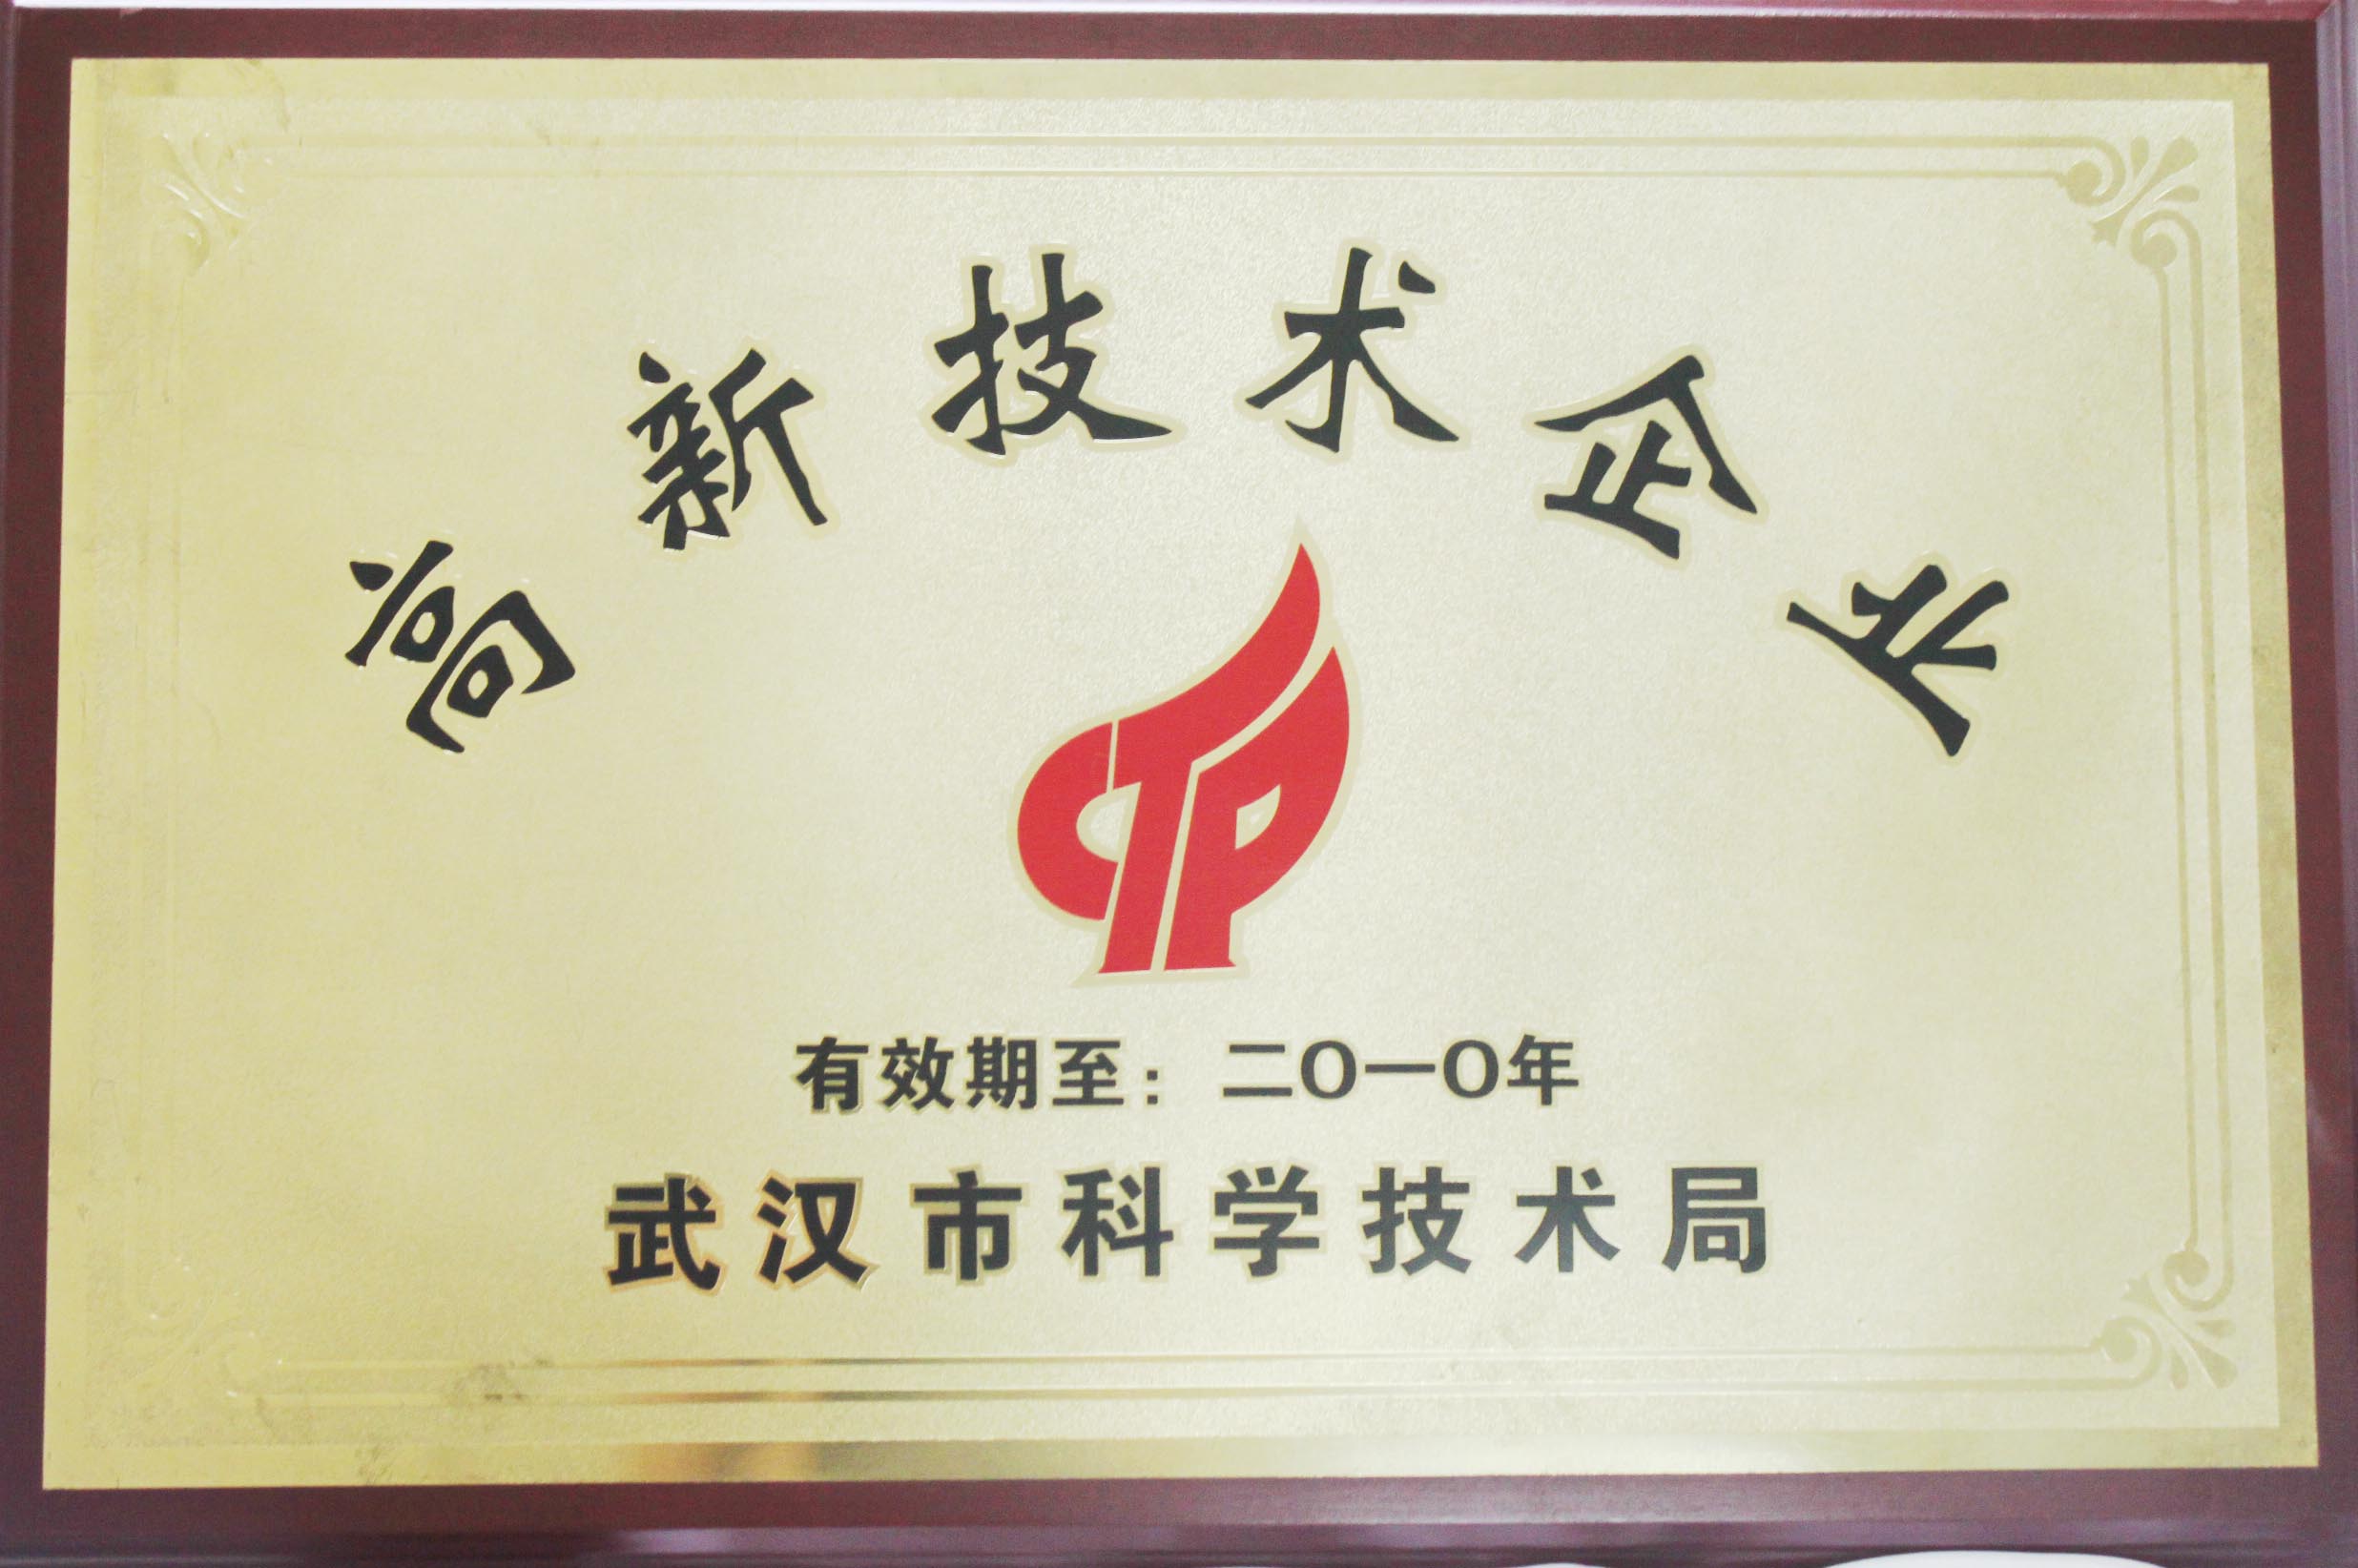 高新技术企业
CTP
有效期至：二〇一〇年
武汉市科学技术局